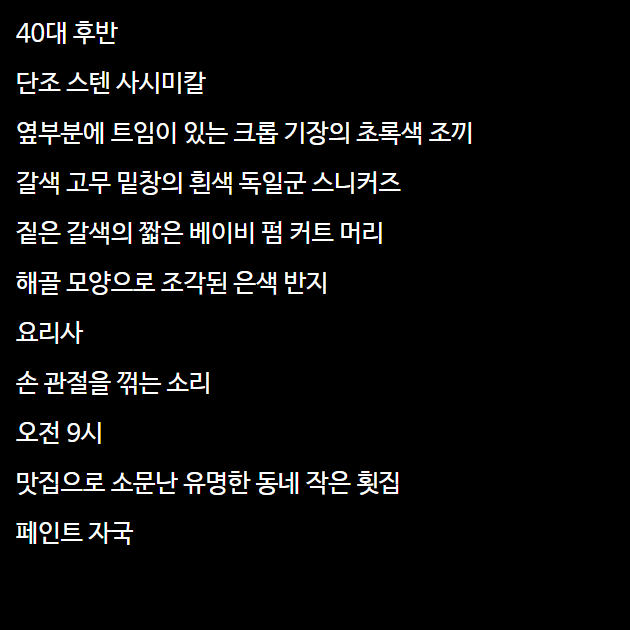 40대 후반
단조 스텐 사시미칼
옆부분에 트임이 있는 크롭 기장의 초록색 조끼
갈색 고무 밑창의 흰색 독일군 스니커즈
짙은 갈색의 짧은 베이비 펌 커트 머리
해골 모양으로 조각된 은색 반지
요리사
손 관절을 꺾는 소리
오전 9시
맛집으로 소문난 유명한 동네 작은 횟집
페인트 자국